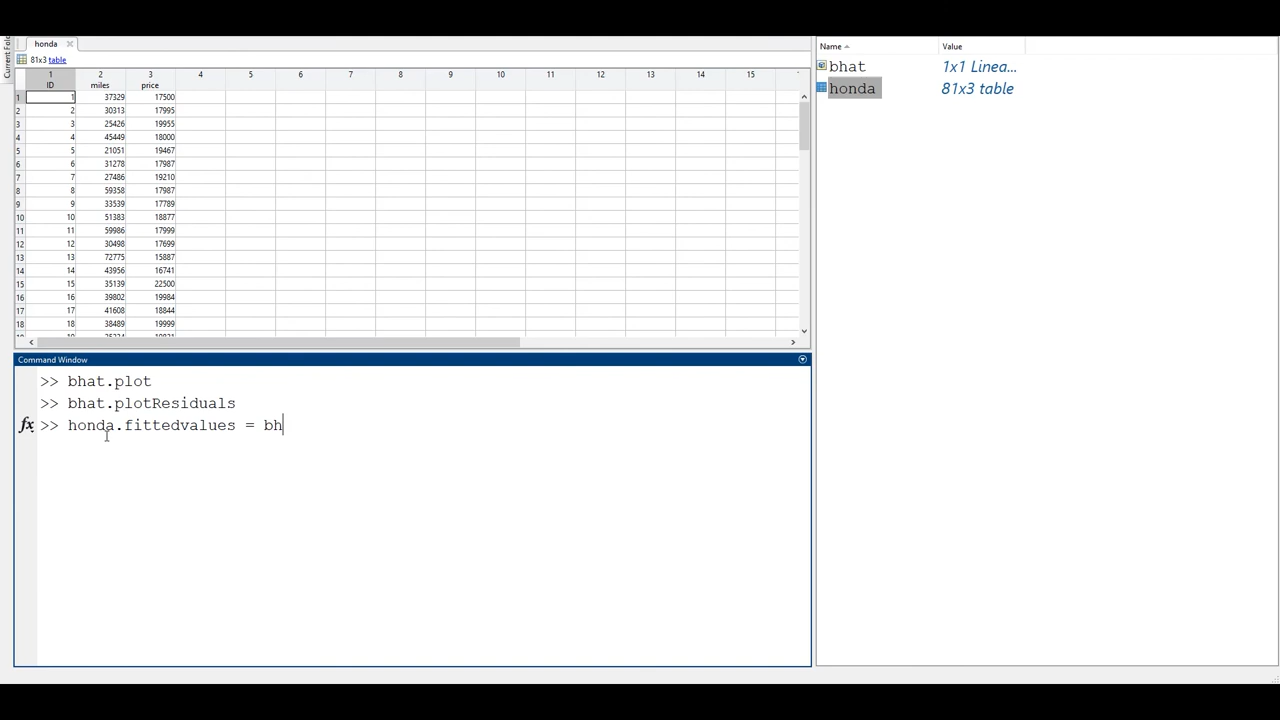 Current Fol
honda
81x3 table
1 2 3 4 5 6 7 8 9 10 11 12 13 14 15
ID miles price
1 1 37329 17500
2 2 30313 17995
3 3 25426 19955
4 4 45449 18000
5 5 21051 19467
6 6 31278 17987
7 7 27486 19210
8 8 59358 17987
9 9 33539 17789
10 10 51383 18877
11 11 59986 17999
12 12 30498 17699
13 13 72775 15887
14 14 43956 16741
15 15 35139 22500
16 16 39802 19984
17 17 41608 18844
18 18 38489 19999
Command Window
>> bhat.plot
>> bhat.plotResiduals
fx >> honda.fittedvalues = bh
Name Value
bhat 1x1 Linea...
honda 81x3 table